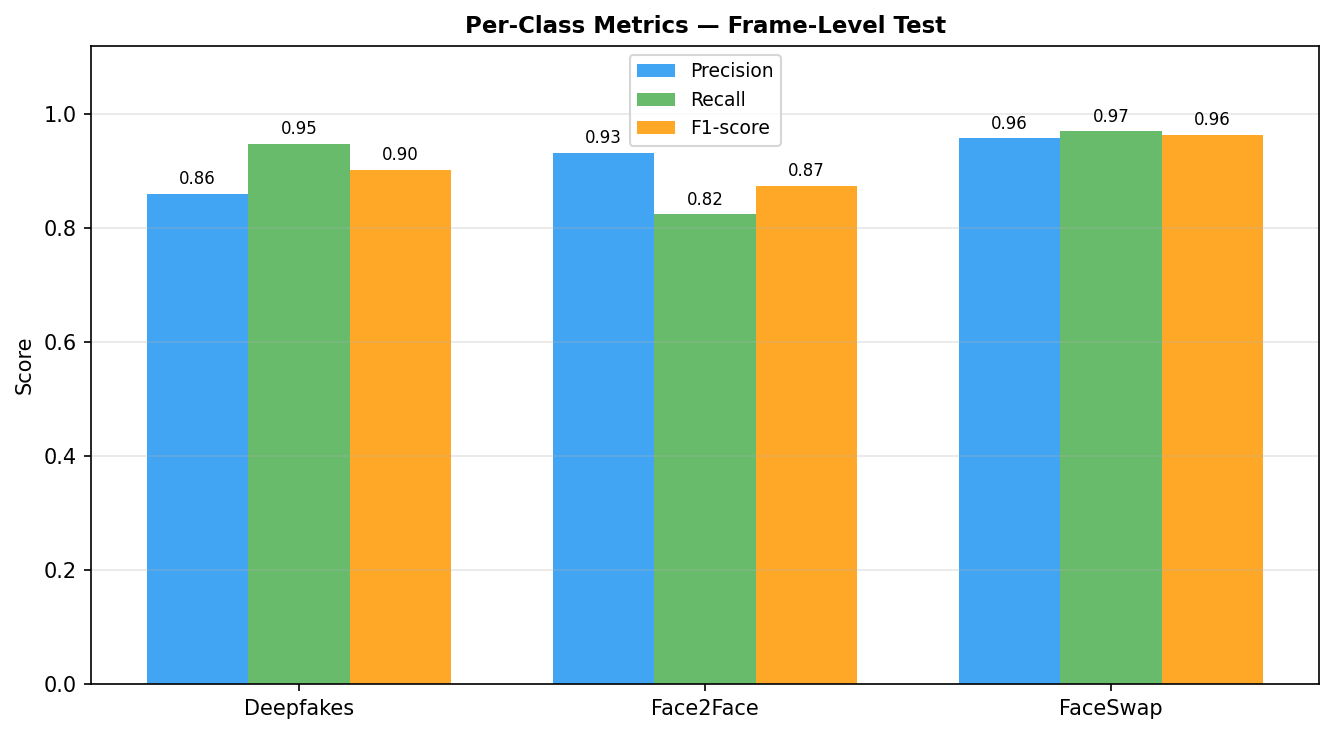 Per-Class Metrics — Frame-Level Test
Precision
Recall
F1-score
Score
1.0
0.8
0.6
0.4
0.2
0.0
0.86
0.95
0.90
0.93
0.82
0.87
0.96
0.97
0.96
Deepfakes
Face2Face
FaceSwap